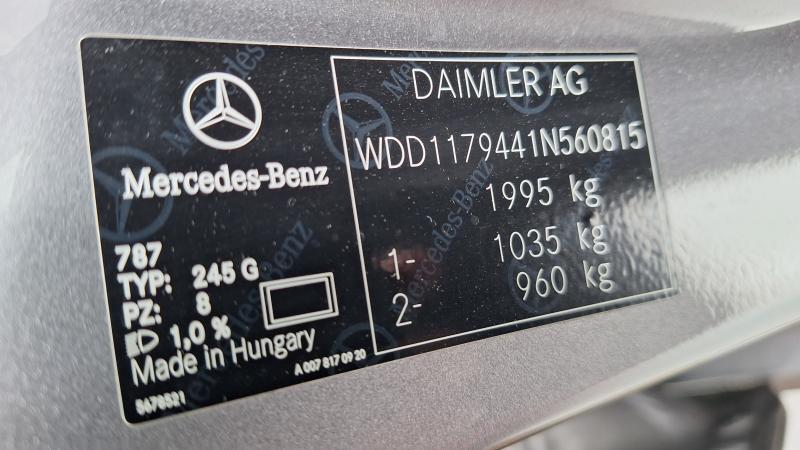 Mercedes-Benz
787
TYP: 245 G
PZ: 8
1,0 %
Made in Hungary
A 007 817 09 20
5678521
DAIMLER AG
WDD1179441N560815
1995 kg
1- 1035 kg
2- 960 kg